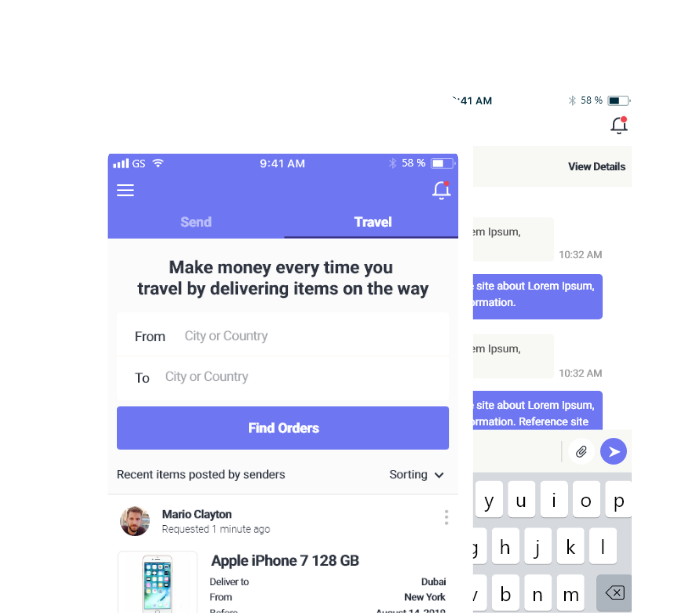 GS 9:41 AM 58 %
Send Travel
Make money every time you
travel by delivering items on the way
From City or Country
To City or Country
Find Orders
Recent items posted by senders Sorting
Mario Clayton
Requested 1 minute ago
Apple iPhone 7 128 GB
Deliver to Dubai
From New York
Before August 14, 2019
:41 AM 58 %
View Details
Ipsum,
10:32 AM
site about Lorem Ipsum,
Ipsum,
10:32 AM
site about Lorem Ipsum,
Reference site
y u i o p
h j k l
b n m